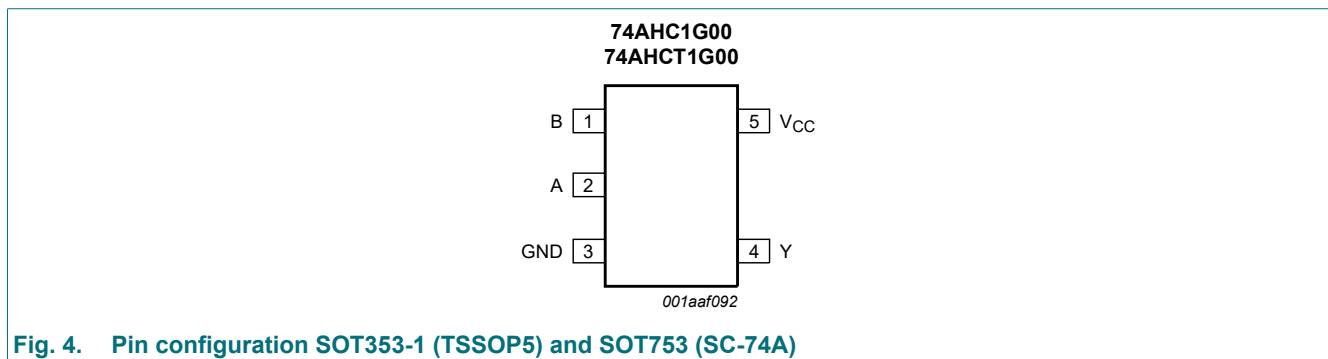 74AHC1G00
74AHCT1G00
B 1
5 VCC
A 2
GND 3
4 Y
001aaf092
Fig. 4. Pin configuration SOT353-1 (TSSOP5) and SOT753 (SC-74A)